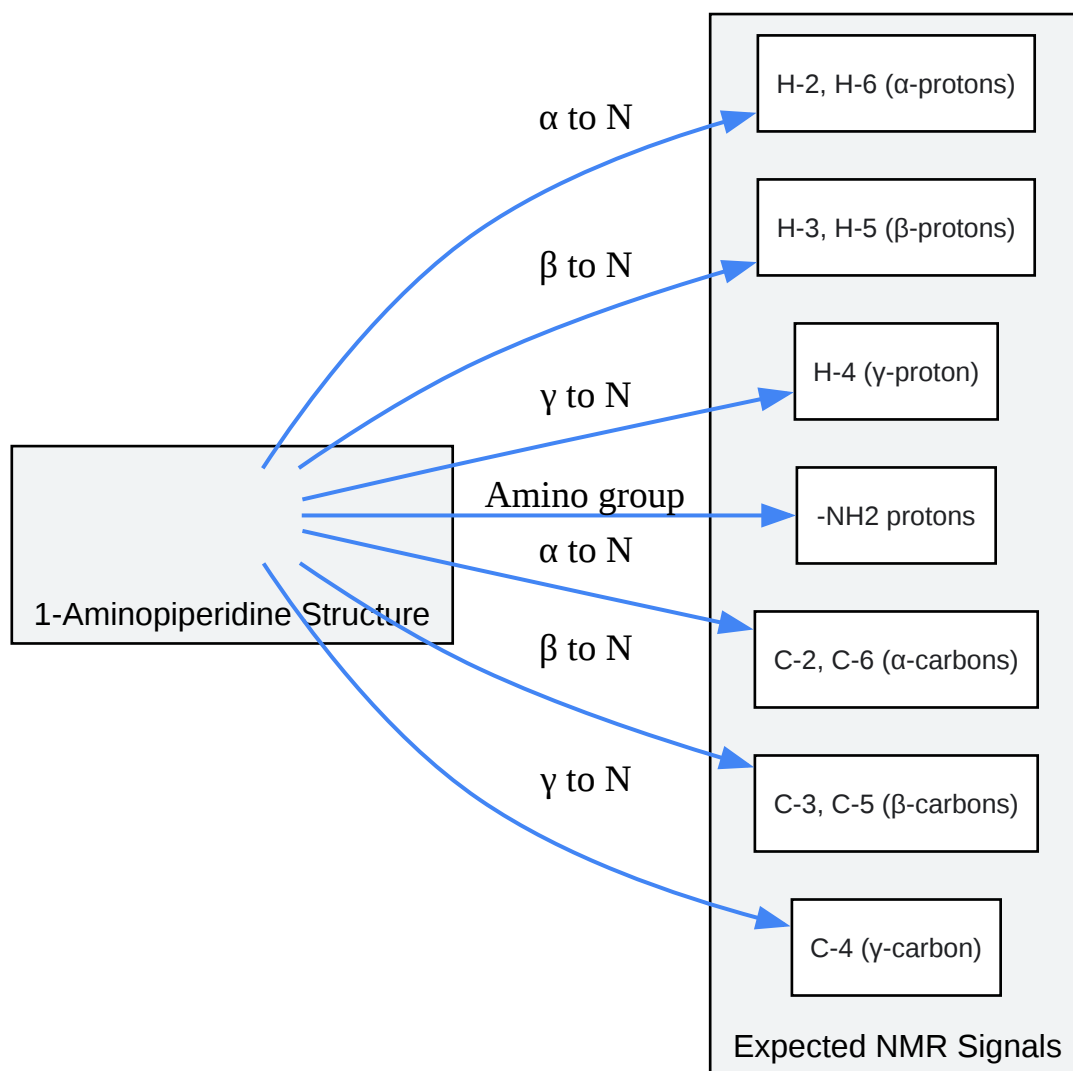 H-2, H-6 (α-protons)
α to N
H-3, H-5 (β-protons)
β to N
H-4 (γ-proton)
γ to N
Amino group
-NH2 protons
α to N
1-Aminopiperidine Structure
C-2, C-6 (α-carbons)
β to N
C-3, C-5 (β-carbons)
γ to N
C-4 (γ-carbon)
Expected NMR Signals